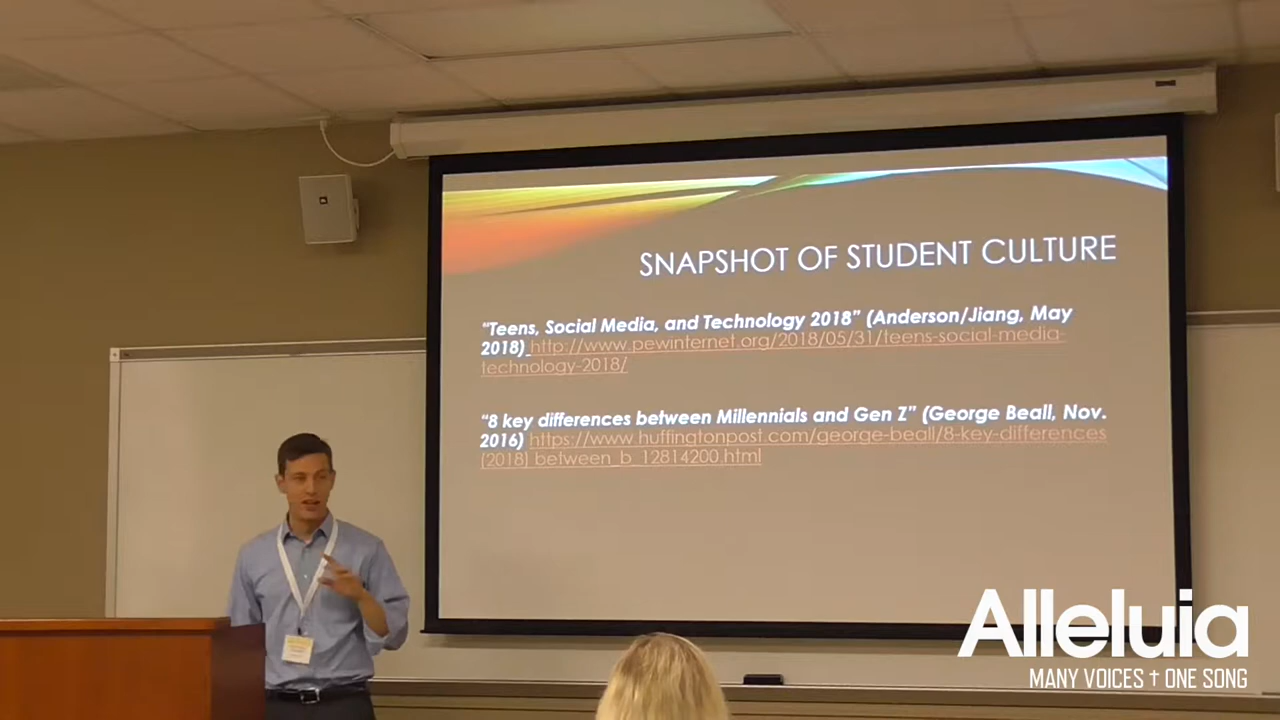 SNAPSHOT OF STUDENT CULTURE
“Teens, Social Media, and Technology 2018” (Anderson/Jiang, May
2018) http://www.pewinternet.org/2018/05/31/teens-social-media-
technology-2018/
“8 key differences between Millennials and Gen Z” (George Beall, Nov.
2016) https://www.huffingtonpost.com/george-beall/8-key-differences
(2018)_between_b_12814200.html
Alleluia
MANY VOICES † ONE SONG